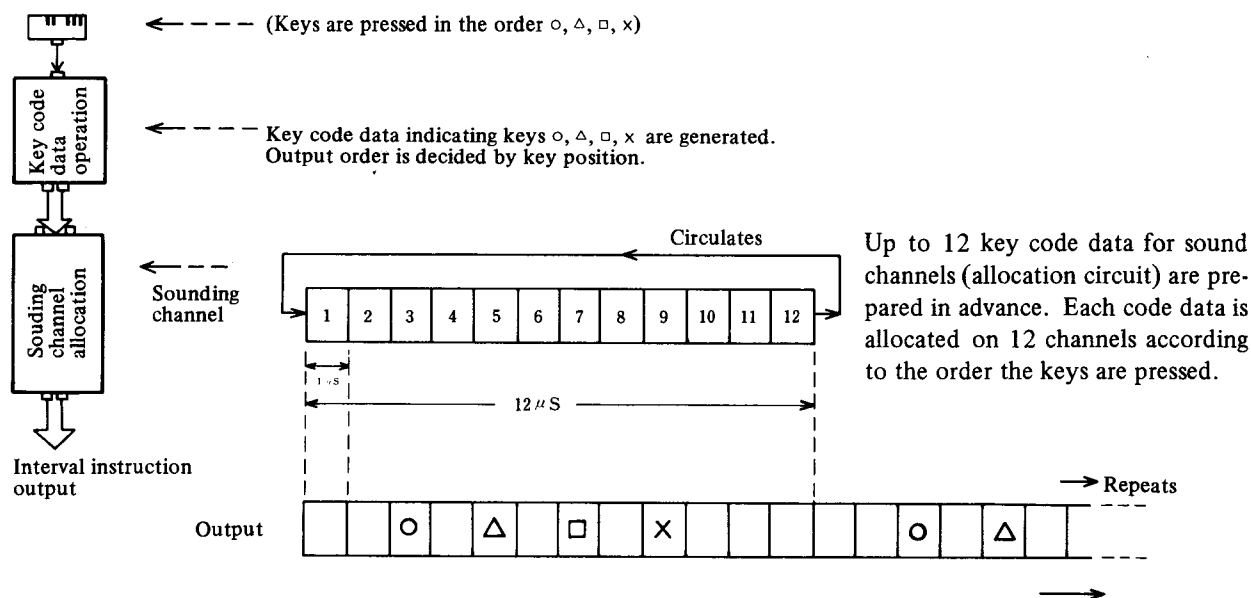 (Keys are pressed in the order ○, △, □, ×)
Key code
data
operation
Key code data indicating keys ○, △, □, × are generated.
Output order is decided by key position.
Souding
channel
allocation
Sounding
channel
Circulates
1 2 3 4 5 6 7 8 9 10 11 12
1 μS
12 μS
Up to 12 key code data for sound
channels (allocation circuit) are pre-
pared in advance. Each code data is
allocated on 12 channels according
to the order the keys are pressed.
Interval instruction
output
Repeats
Output ○ △ □ × ○ △